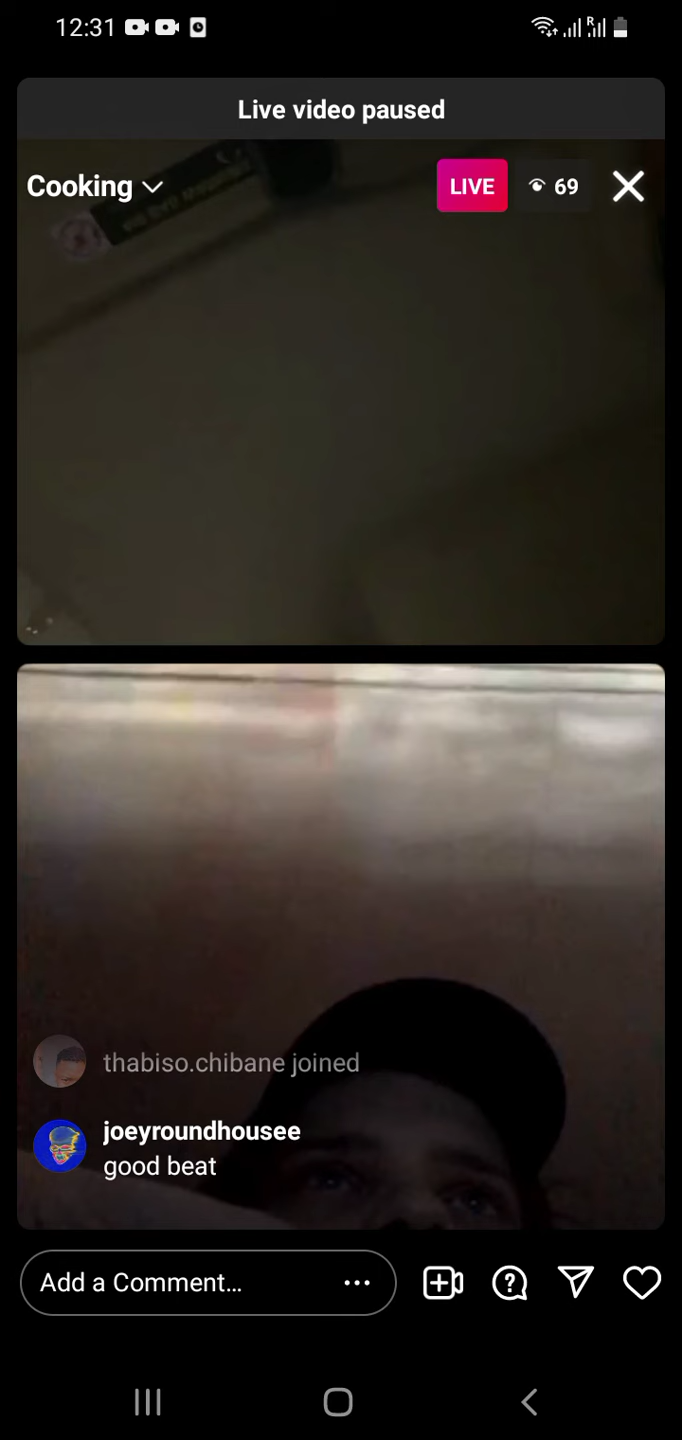 12:31
R
Live video paused
Cooking
LIVE
69
thabiso.chibane joined
joeyroundhousee
good beat
Add a Comment...